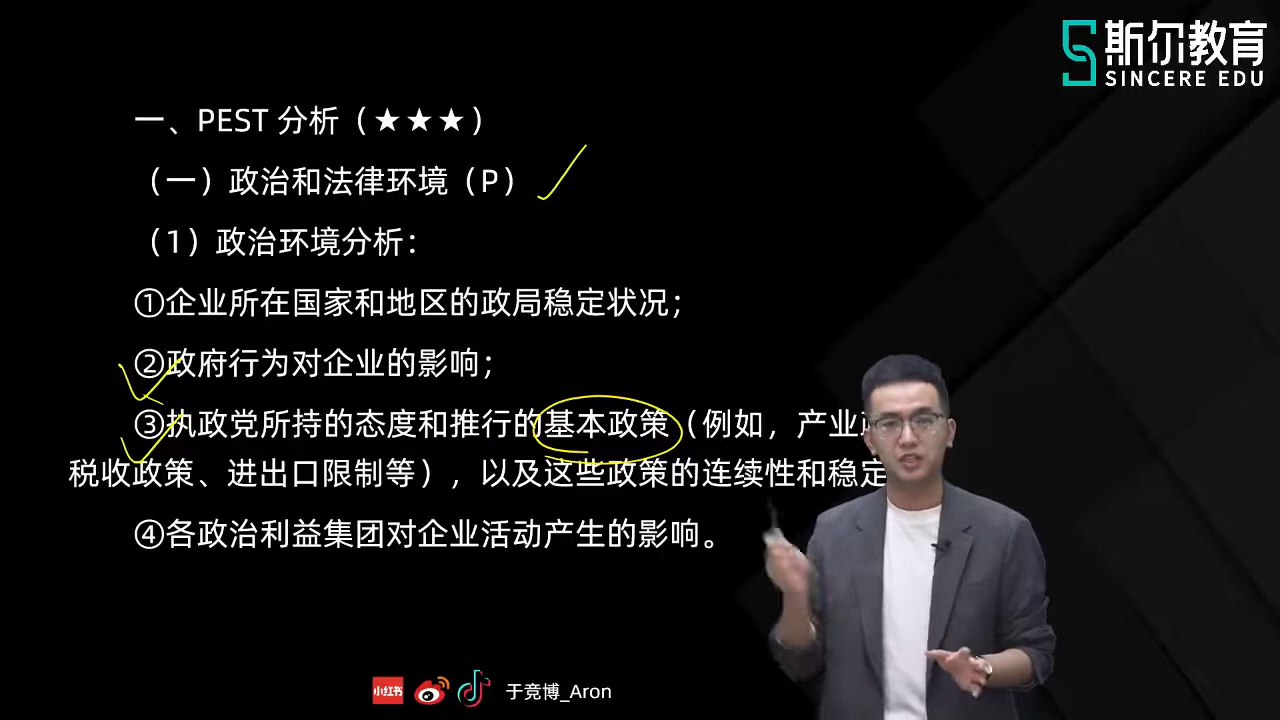 斯尔教育
SINCERE EDU
一、PEST 分析（★★★）
（一）政治和法律环境（P）
（1）政治环境分析：
①企业所在国家和地区的政局稳定状况；
②政府行为对企业的影响；
③执政党所持的态度和推行的基本政策（例如，产业
税收政策、进出口限制等），以及这些政策的连续性和稳定
④各政治利益集团对企业活动产生的影响。
小红书
于竞博_Aron